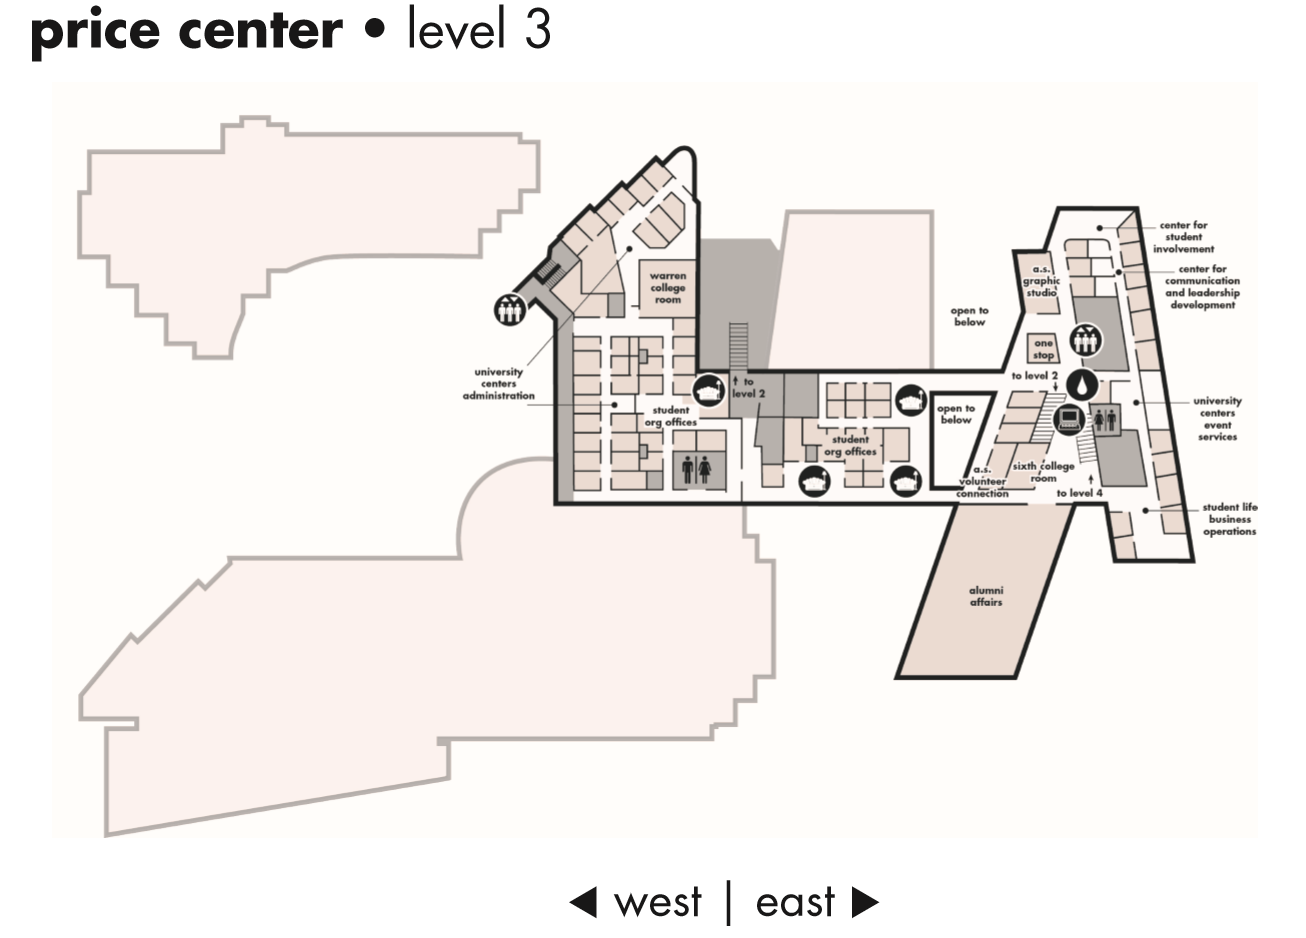 price center • level 3
center for
student
involvement
a.s.
graphic
studio
center for
communication
and leadership
development
warren
college
room
open to
below
one
stop
university
centers
administration
to level 2
to
level 2
student
org offices
open to
below
university
centers
event
services
student
org offices
a.s.
volunteer
connection
sixth college
room
to level 4
student life
business
operations
alumni
affairs
west | east